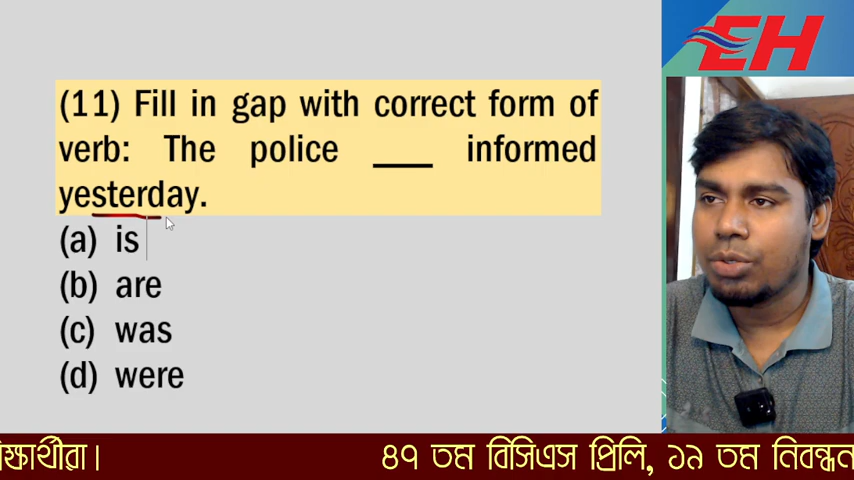 EH
(11) Fill in gap with correct form of
verb: The police ___ informed
yesterday.
(a) is
(b) are
(c) was
(d) were
৪৭ তম বিসিএস প্রিলি, ১৯ তম নিবন্ধন